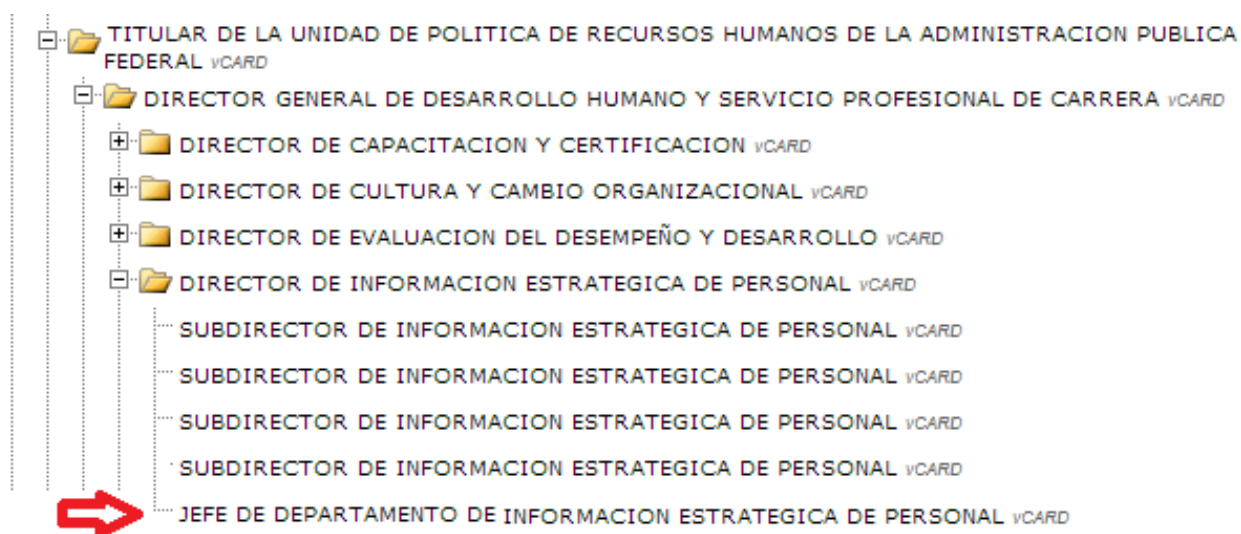 TITULAR DE LA UNIDAD DE POLITICA DE RECURSOS HUMANOS DE LA ADMINISTRACION PUBLICA
FEDERAL vCARD
DIRECTOR GENERAL DE DESARROLLO HUMANO Y SERVICIO PROFESIONAL DE CARRERA vCARD
DIRECTOR DE CAPACITACION Y CERTIFICACION vCARD
DIRECTOR DE CULTURA Y CAMBIO ORGANIZACIONAL vCARD
DIRECTOR DE EVALUACION DEL DESEMPEÑO Y DESARROLLO vCARD
DIRECTOR DE INFORMACION ESTRATEGICA DE PERSONAL vCARD
SUBDIRECTOR DE INFORMACION ESTRATEGICA DE PERSONAL vCARD
SUBDIRECTOR DE INFORMACION ESTRATEGICA DE PERSONAL vCARD
SUBDIRECTOR DE INFORMACION ESTRATEGICA DE PERSONAL vCARD
SUBDIRECTOR DE INFORMACION ESTRATEGICA DE PERSONAL vCARD
JEFE DE DEPARTAMENTO DE INFORMACION ESTRATEGICA DE PERSONAL vCARD